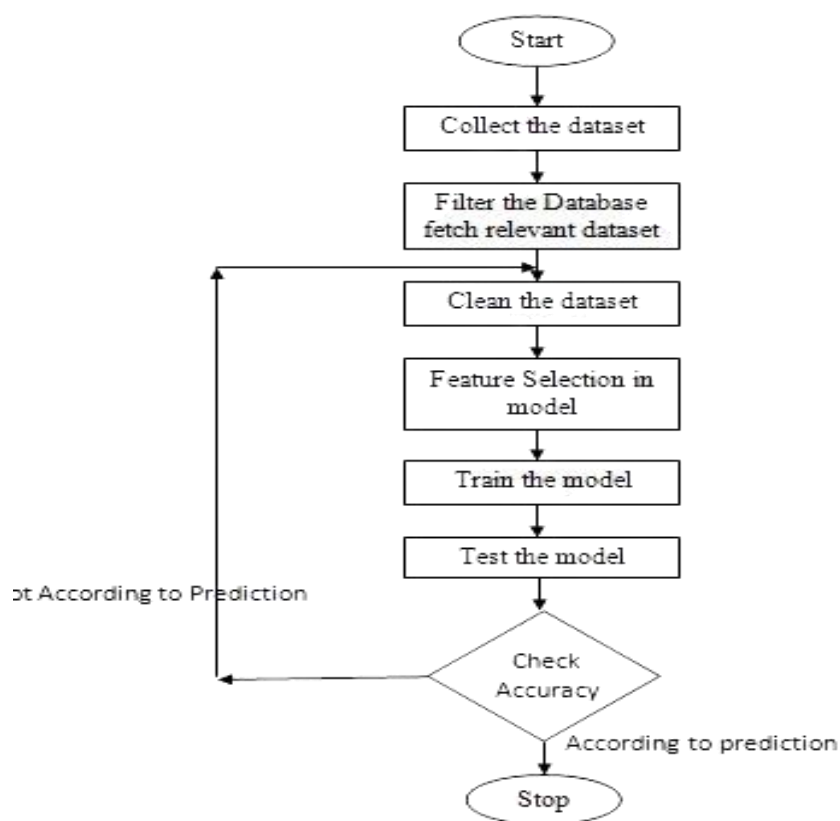 Start
Collect the dataset
Filter the Database
fetch relevant dataset
Clean the dataset
Feature Selection in
model
Train the model
Test the model
ot According to Prediction
Check
Accuracy
According to prediction
Stop